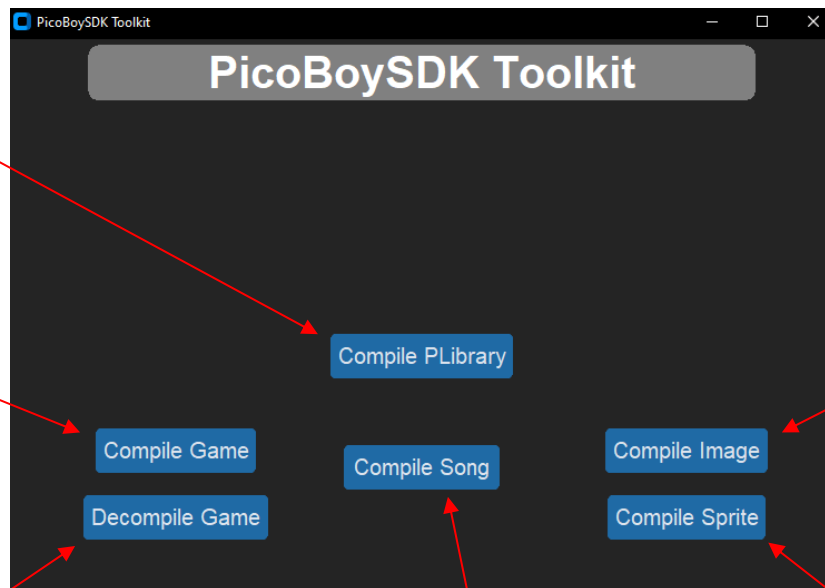 PicoBoySDK Toolkit
PicoBoySDK Toolkit
Compile PLibrary
Compile Game
Compile Song
Compile Image
Decompile Game
Compile Sprite